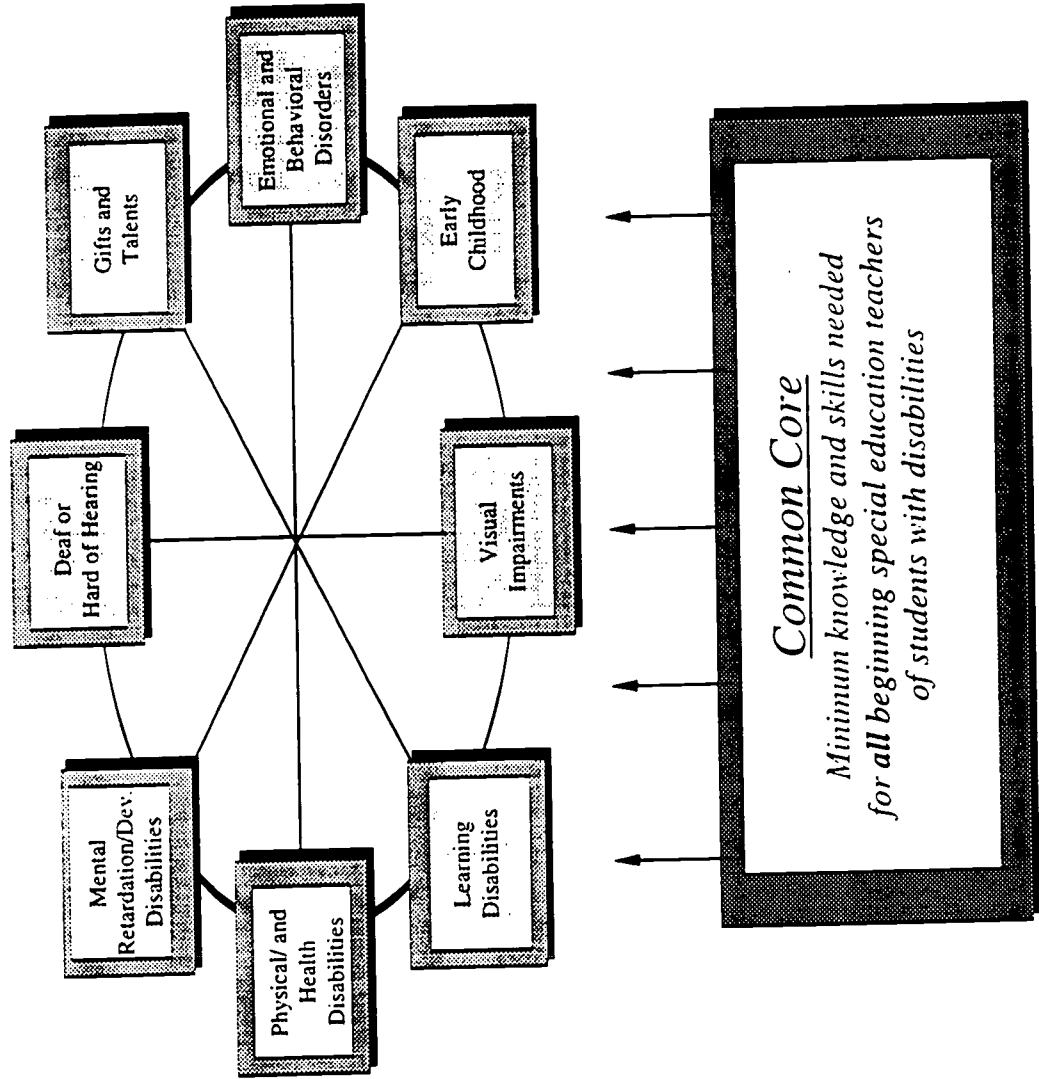 Mental
Retardation/Dev.
Disabilities
Deaf or
Hard of Hearing
Gifts and
Talents
Physical/ and
Health
Disabilities
Emotional and
Behavioral
Disorders
Learning
Disabilities
Visual
Impairments
Early
Childhood
Common Core
Minimum knowledge and skills needed
for all beginning special education teachers
of students with disabilities